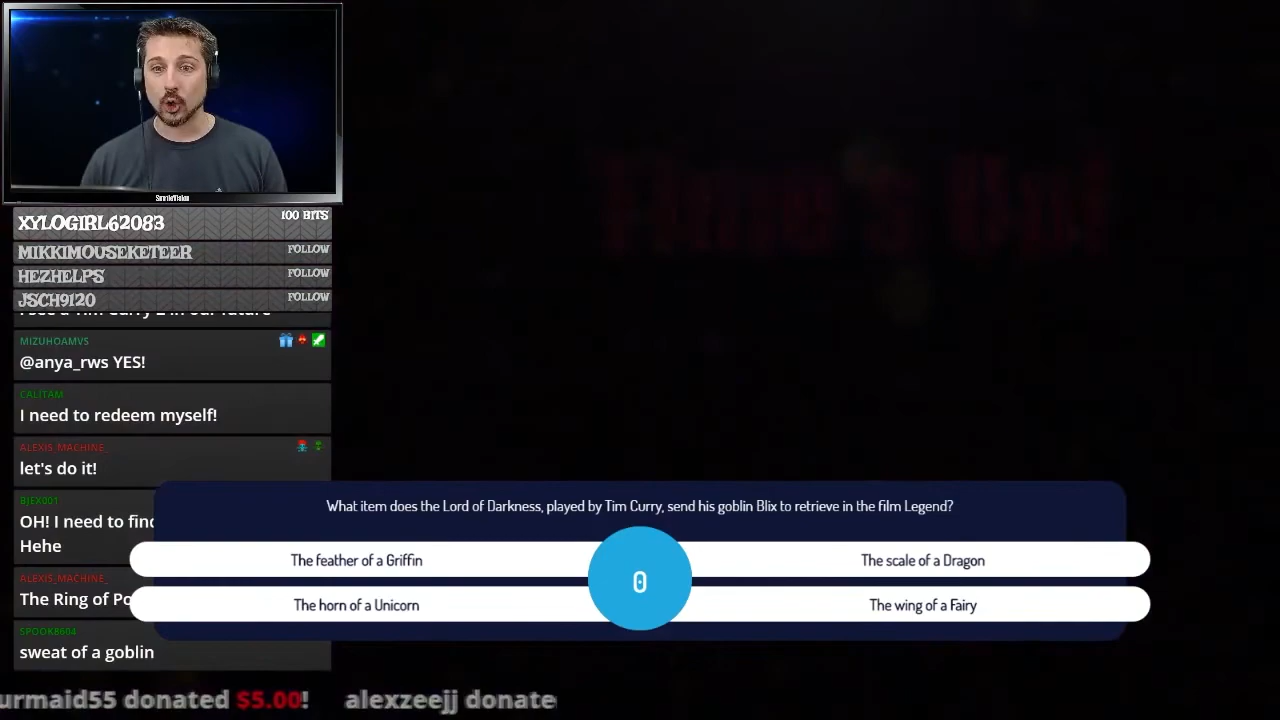 XYLOGIRL62083 100 BITS
MIKKIMOUSEKETEER FOLLOW
HEZHELPS FOLLOW
JSCH9120 FOLLOW
MIZUHOAMVS
@anya_rws YES!
CALITAM
I need to redeem myself!
ALEXIS_MACHINE_
let's do it!
BJEX001
OH! I need to find
Hehe
ALEXIS_MACHINE_
The Ring of Po
SPOOK8604
sweat of a goblin
What item does the Lord of Darkness, played by Tim Curry, send his goblin Blix to retrieve in the film Legend?
The feather of a Griffin
The scale of a Dragon
0
The horn of a Unicorn
The wing of a Fairy
urmaid55 donated $5.00! alexzeejj donate